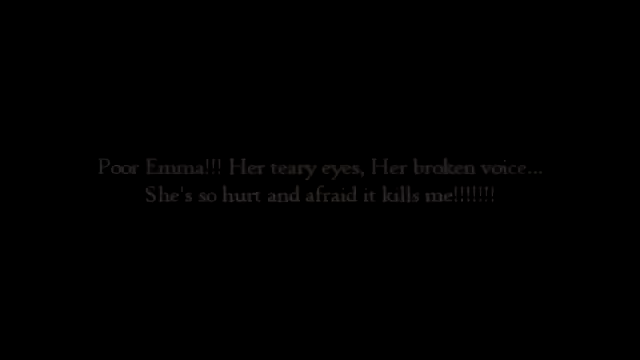 Poor Emma!!! Her teary eyes, Her broken voice...
She's so hurt and afraid it kills me!!!!!!!